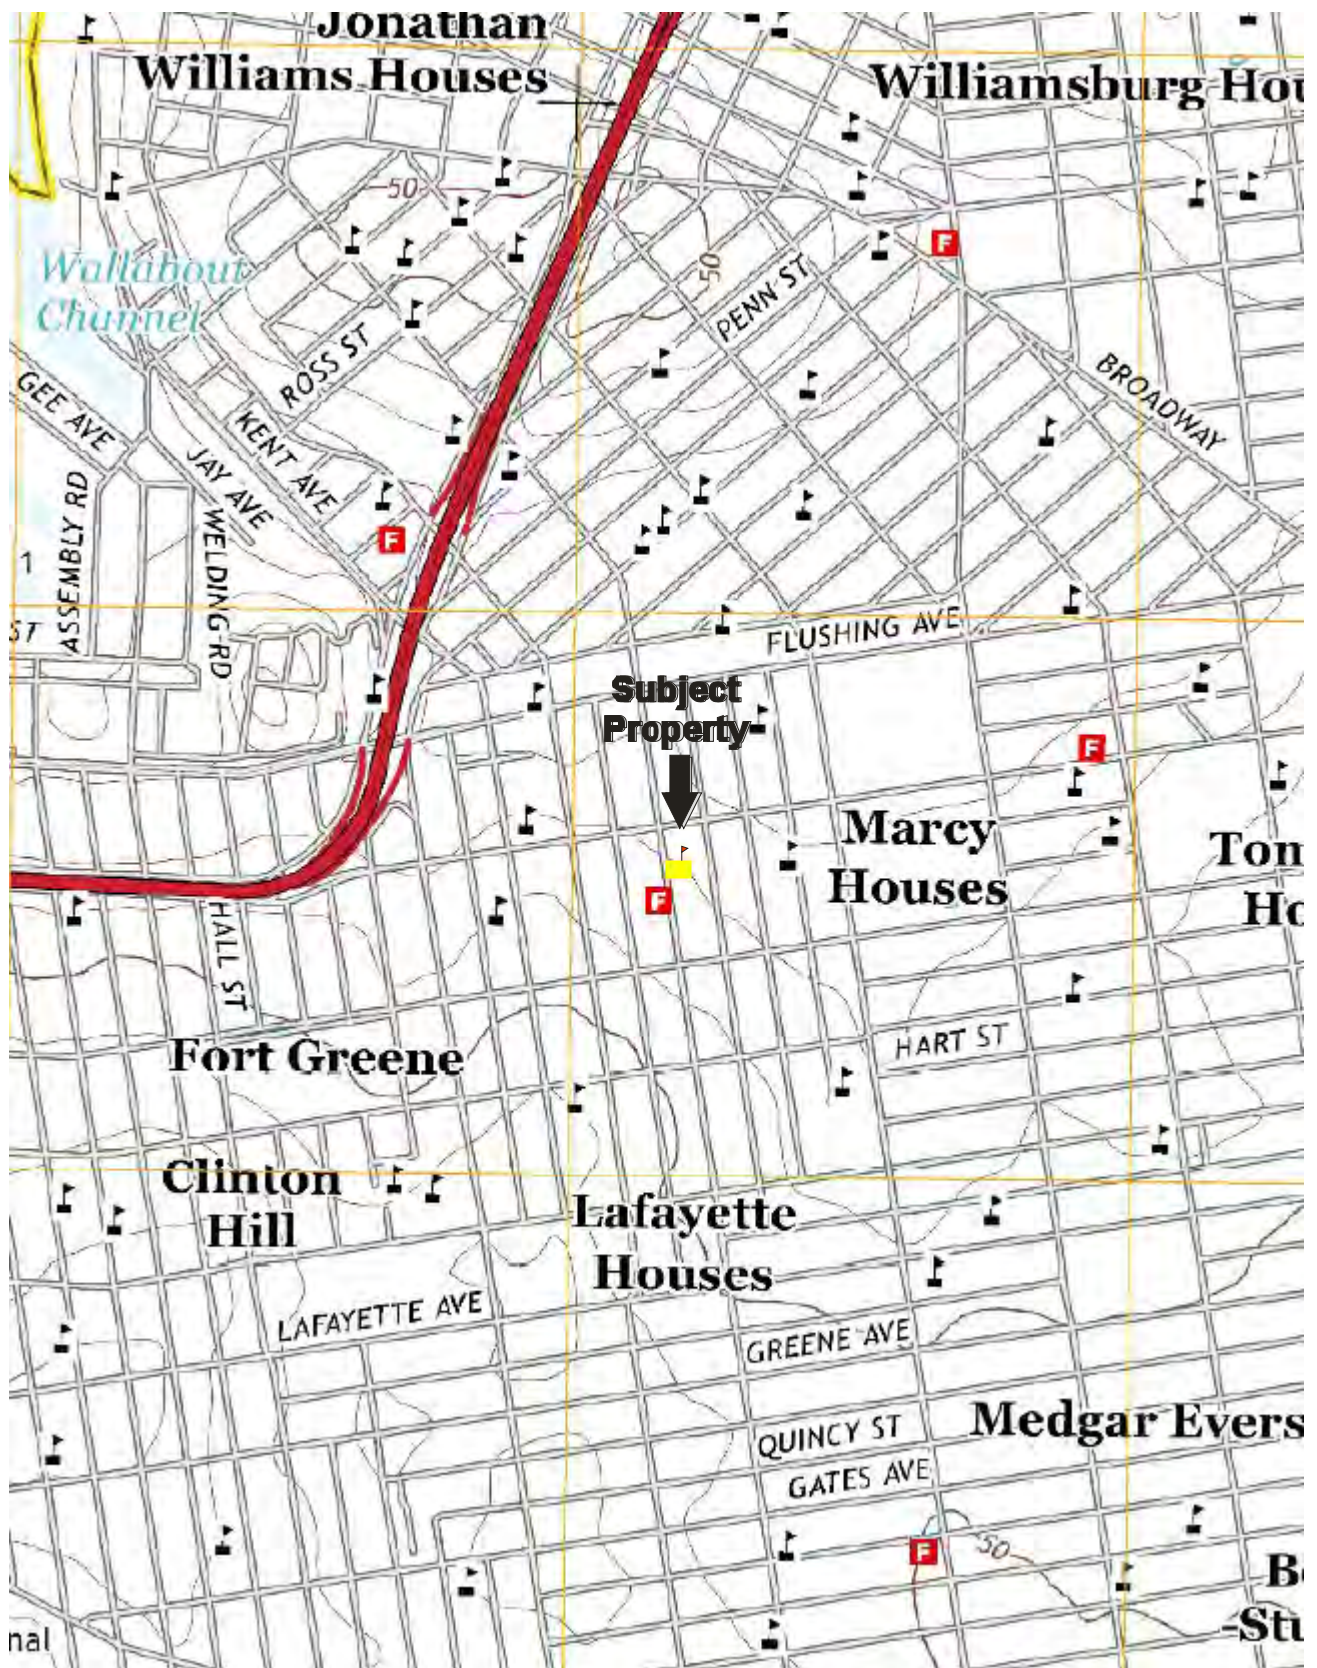 Jonathan
Williams Houses
Williamsburg Hou
50
Wallabout
Channel
50
PENN ST
ROSS ST
BROADWAY
GEE AVE
KENT AVE
JAY AVE
ASSEMBLY RD
WELDING RD
F
F
1
ST
FLUSHING AVE
Subject
Property
F
Marcy
Houses
Tom
Ho
F
HALL ST
HART ST
Fort Greene
Clinton
Hill
Lafayette
Houses
LAFAYETTE AVE
GREENE AVE
Medgar Evers
QUINCY ST
GATES AVE
F
50
Be
-Stu
nal